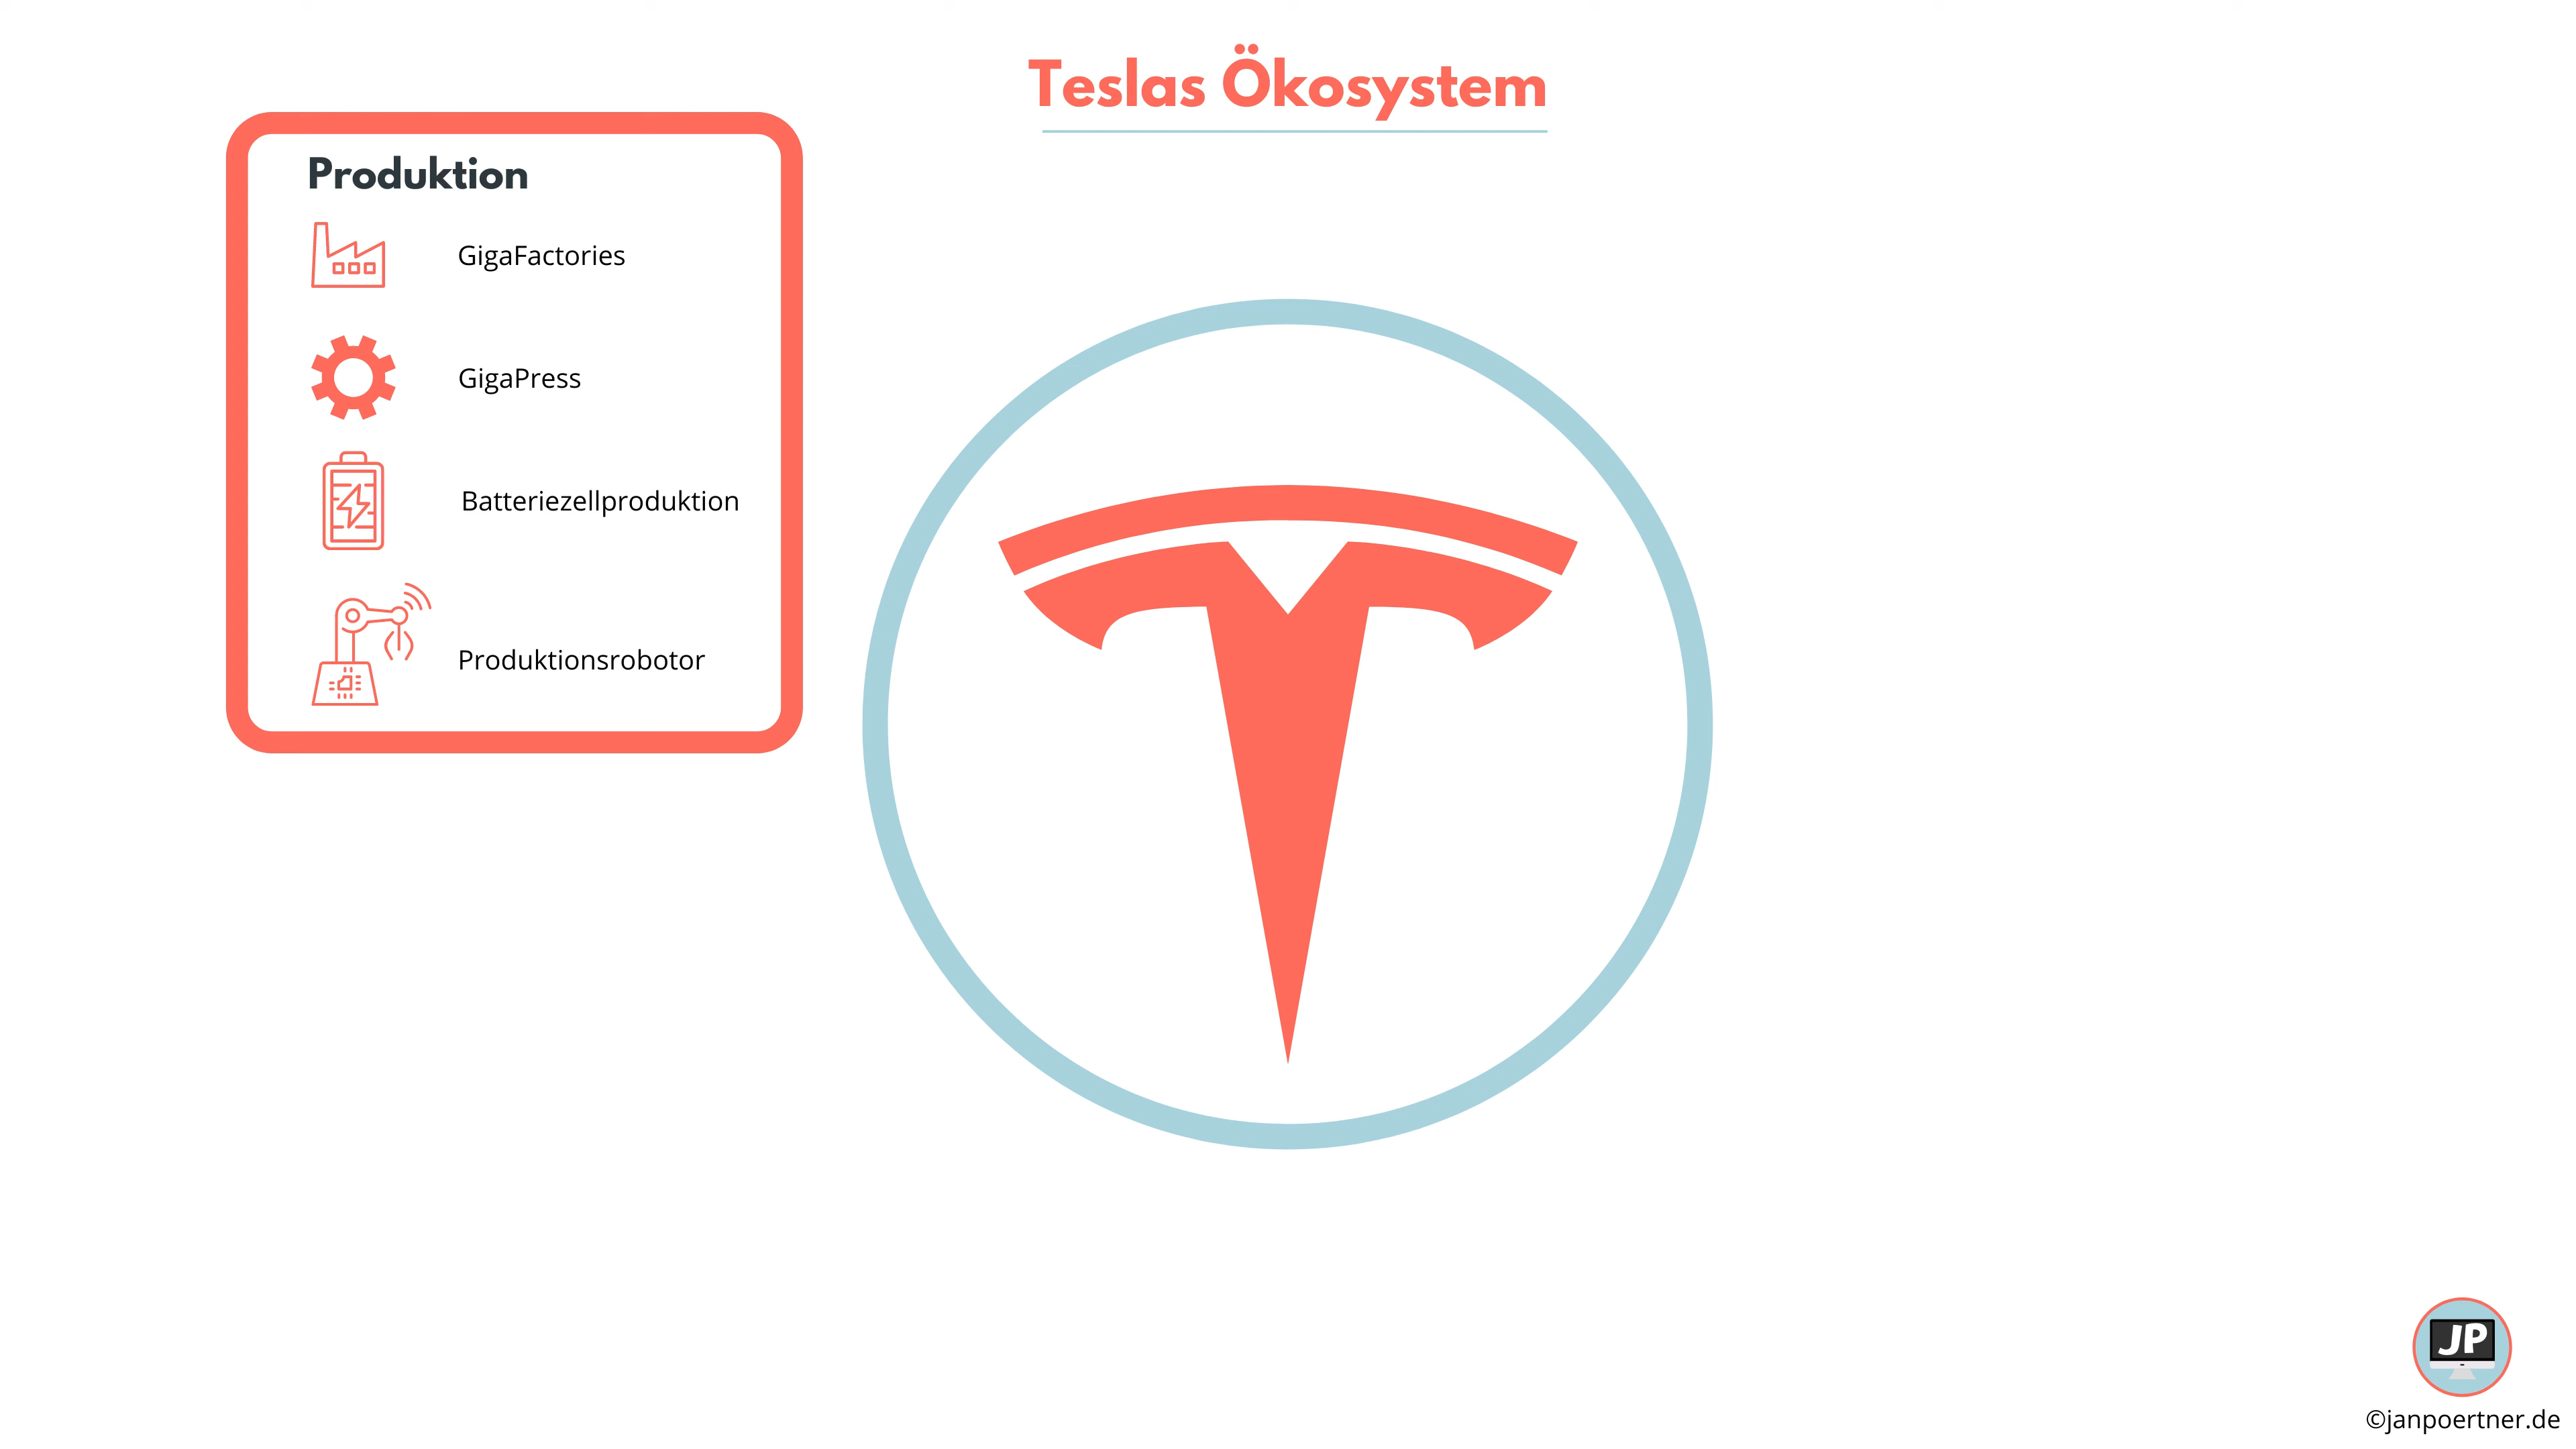 Teslas Ökosystem
Produktion
GigaFactories
GigaPress
Batteriezellproduktion
Produktionsrobotor
JP
©janpoertner.de